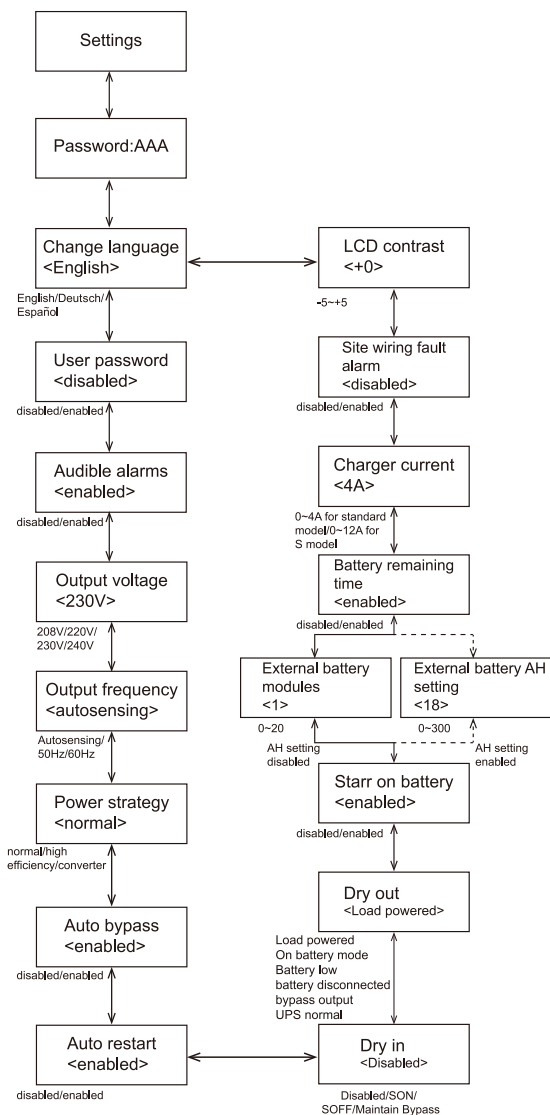 Settings
Password:AAA
Change language
<English>
English/Deutsch/
Español
User password
<disabled>
disabled/enabled
Audible alarms
<enabled>
disabled/enabled
Output voltage
<230V>
208V/220V/
230V/240V
Output frequency
<autosensing>
Autosensing/
50Hz/60Hz
Power strategy
<normal>
normal/high
efficiency/converter
Auto bypass
<enabled>
disabled/enabled
Auto restart
<enabled>
disabled/enabled
LCD contrast
<+0>
-5~+5
Site wiring fault
alarm
<disabled>
disabled/enabled
Charger current
<4A>
0~4A for standard
model/0~12A for
S model
Battery remaining
time
<enabled>
disabled/enabled
External battery
modules
<1>
0~20
AH setting
disabled
External battery AH
setting
<18>
0~300
AH setting
enabled
Starr on battery
<enabled>
disabled/enabled
Dry out
<Load powered>
Load powered
On battery mode
Battery low
battery disconnected
bypass output
UPS normal
Dry in
<Disabled>
Disabled/SON/
SOFF/Maintain Bypass